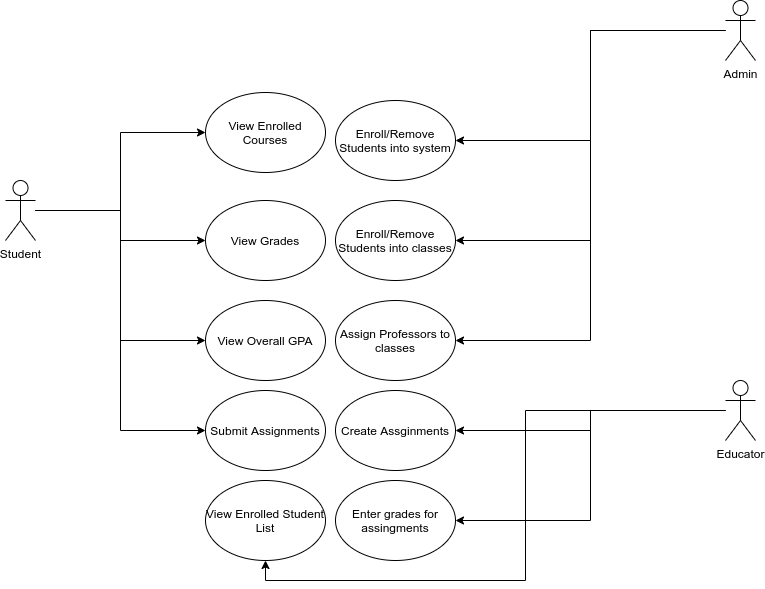 Admin
View Enrolled
Courses
Enroll/Remove
Students into system
Student
View Grades
Enroll/Remove
Students into classes
View Overall GPA
Assign Professors to
classes
Submit Assignments
Create Assginments
Educator
View Enrolled Student
List
Enter grades for
assingments